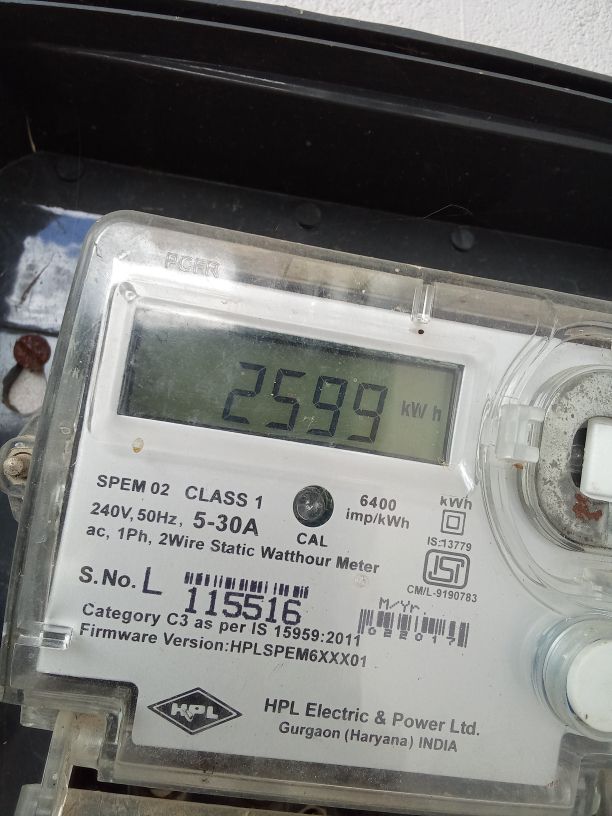 2599 kWh
SPEM 02 CLASS 1
240V, 50Hz, 5-30A
ac, 1Ph, 2Wire Static Watthour Meter
CAL
6400
imp/kWh
kWh
IS:13779
ISI
CM/L-9190783
S.No. L 115516
M/Yr.
022017
Category C3 as per IS 15959:2011
Firmware Version:HPLSPEM6XXX01
HPL
HPL Electric & Power Ltd.
Gurgaon (Haryana) INDIA